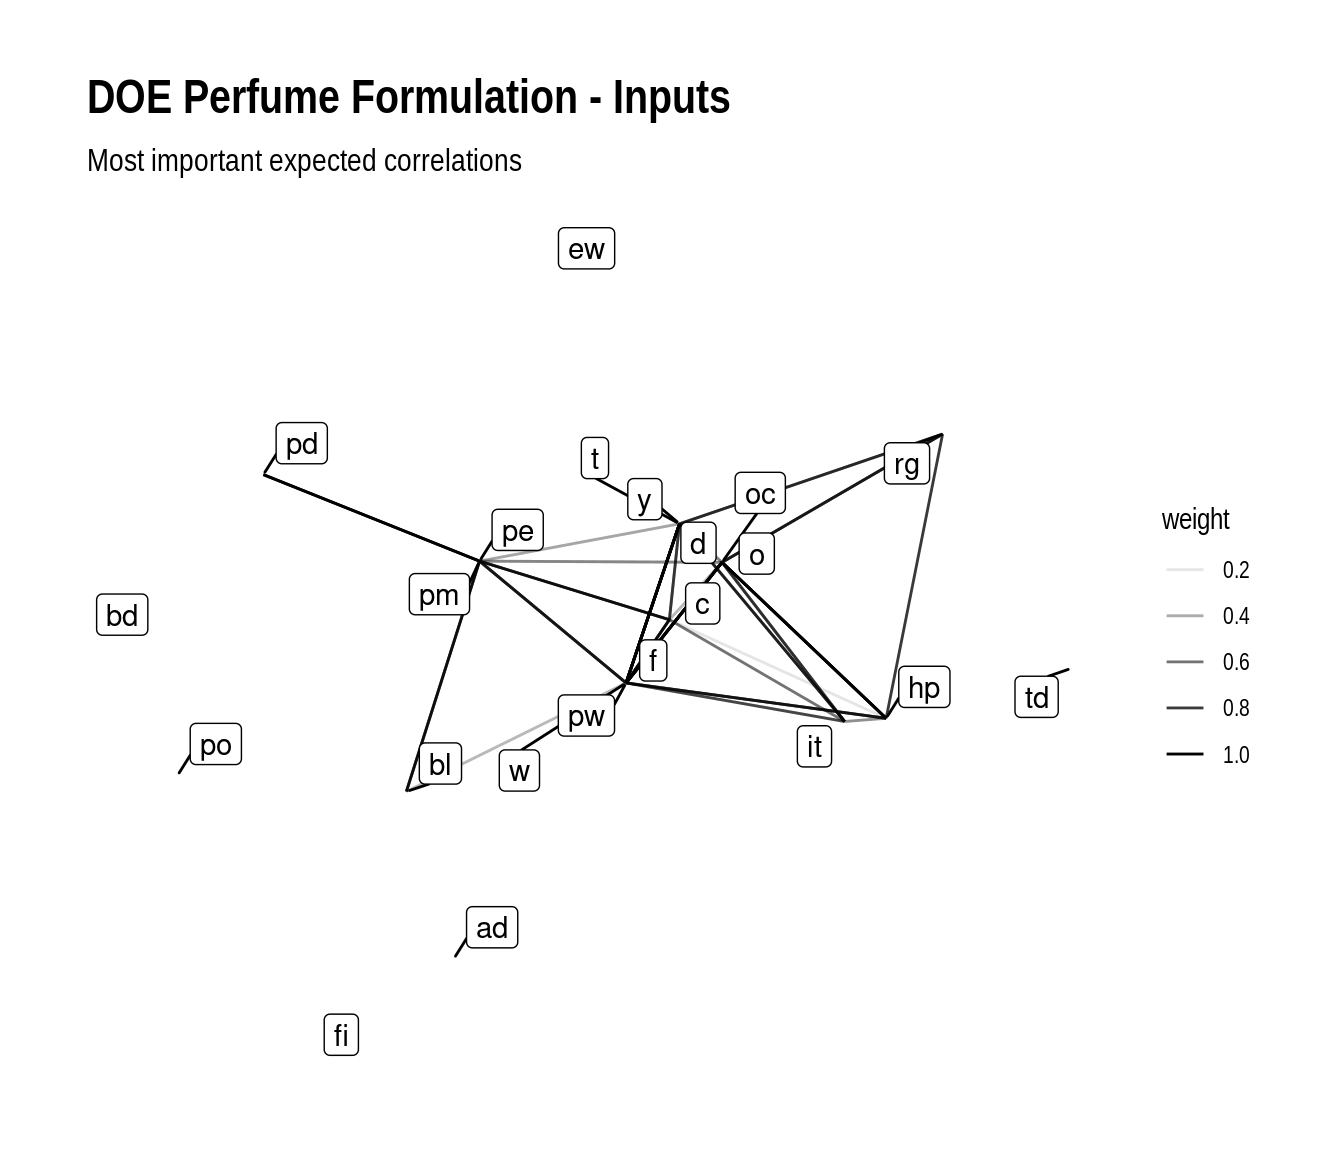 DOE Perfume Formulation - Inputs
Most important expected correlations
ew
pd
t
rg
y
oc
pe
d
o
pm
c
bd
f
hp
td
pw
po
it
bl
w
ad
fi
weight
0.2
0.4
0.6
0.8
1.0